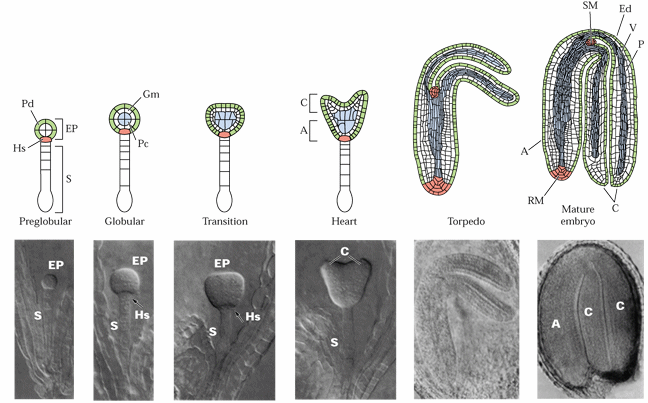 SM
Ed
V
P
Gm
Pd
EP
C
Hs
Pc
A
A
S
RM
C
Preglobular
Globular
Transition
Heart
Torpedo
Mature
embryo
EP
EP
EP
C
S
Hs
S
Hs
S
S
A
C
C